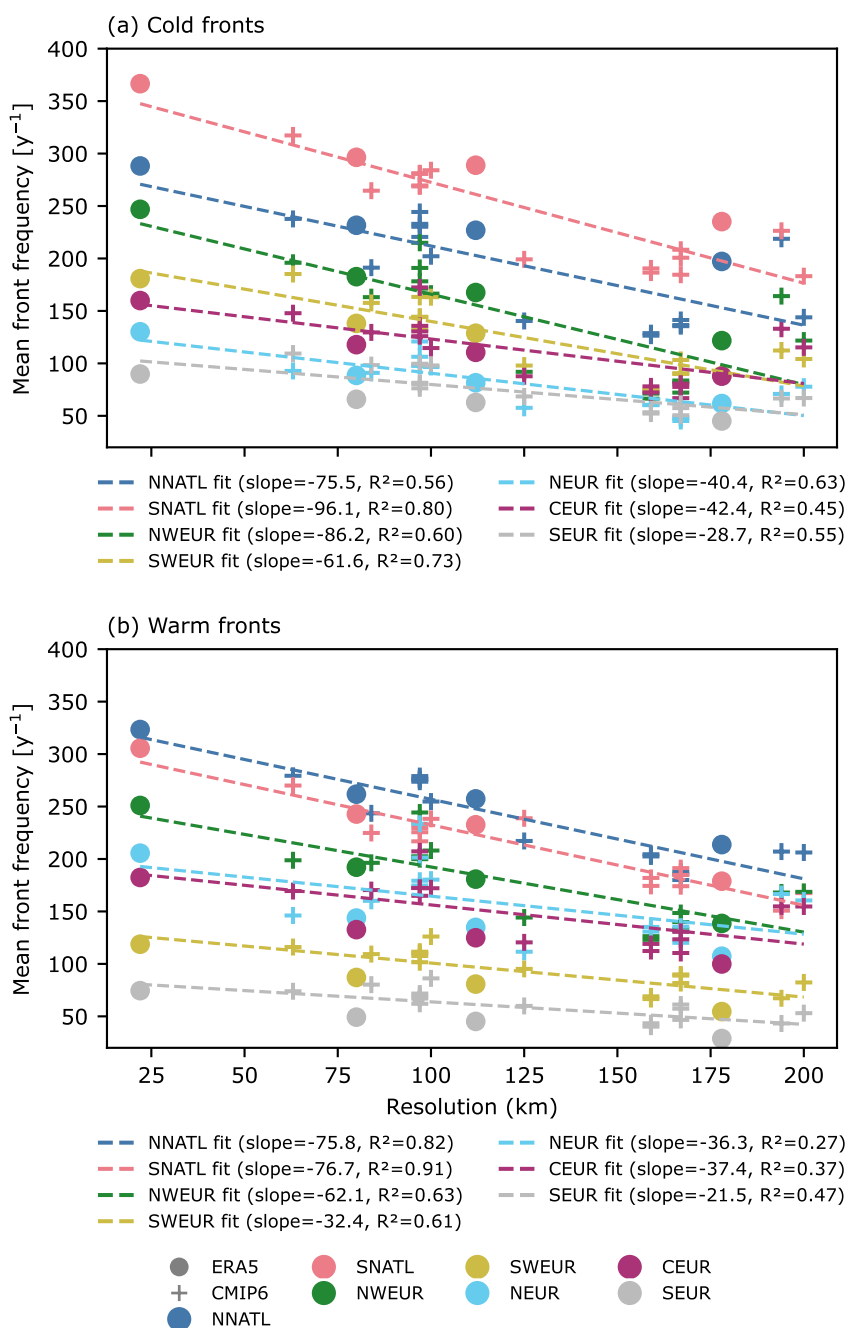 (a) Cold fronts
Mean front frequency [y⁻¹]
400
350
300
250
200
150
100
50
NNATL fit (slope=-75.5, R²=0.56)
SNATL fit (slope=-96.1, R²=0.80)
NWEUR fit (slope=-86.2, R²=0.60)
SWEUR fit (slope=-61.6, R²=0.73)
NEUR fit (slope=-40.4, R²=0.63)
CEUR fit (slope=-42.4, R²=0.45)
SEUR fit (slope=-28.7, R²=0.55)
(b) Warm fronts
Mean front frequency [y⁻¹]
400
350
300
250
200
150
100
50
25 50 75 100 125 150 175 200
Resolution (km)
NNATL fit (slope=-75.8, R²=0.82)
SNATL fit (slope=-76.7, R²=0.91)
NWEUR fit (slope=-62.1, R²=0.63)
SWEUR fit (slope=-32.4, R²=0.61)
NEUR fit (slope=-36.3, R²=0.27)
CEUR fit (slope=-37.4, R²=0.37)
SEUR fit (slope=-21.5, R²=0.47)
ERA5
CMIP6
NNATL
SNATL
NWEUR
SWEUR
NEUR
CEUR
SEUR